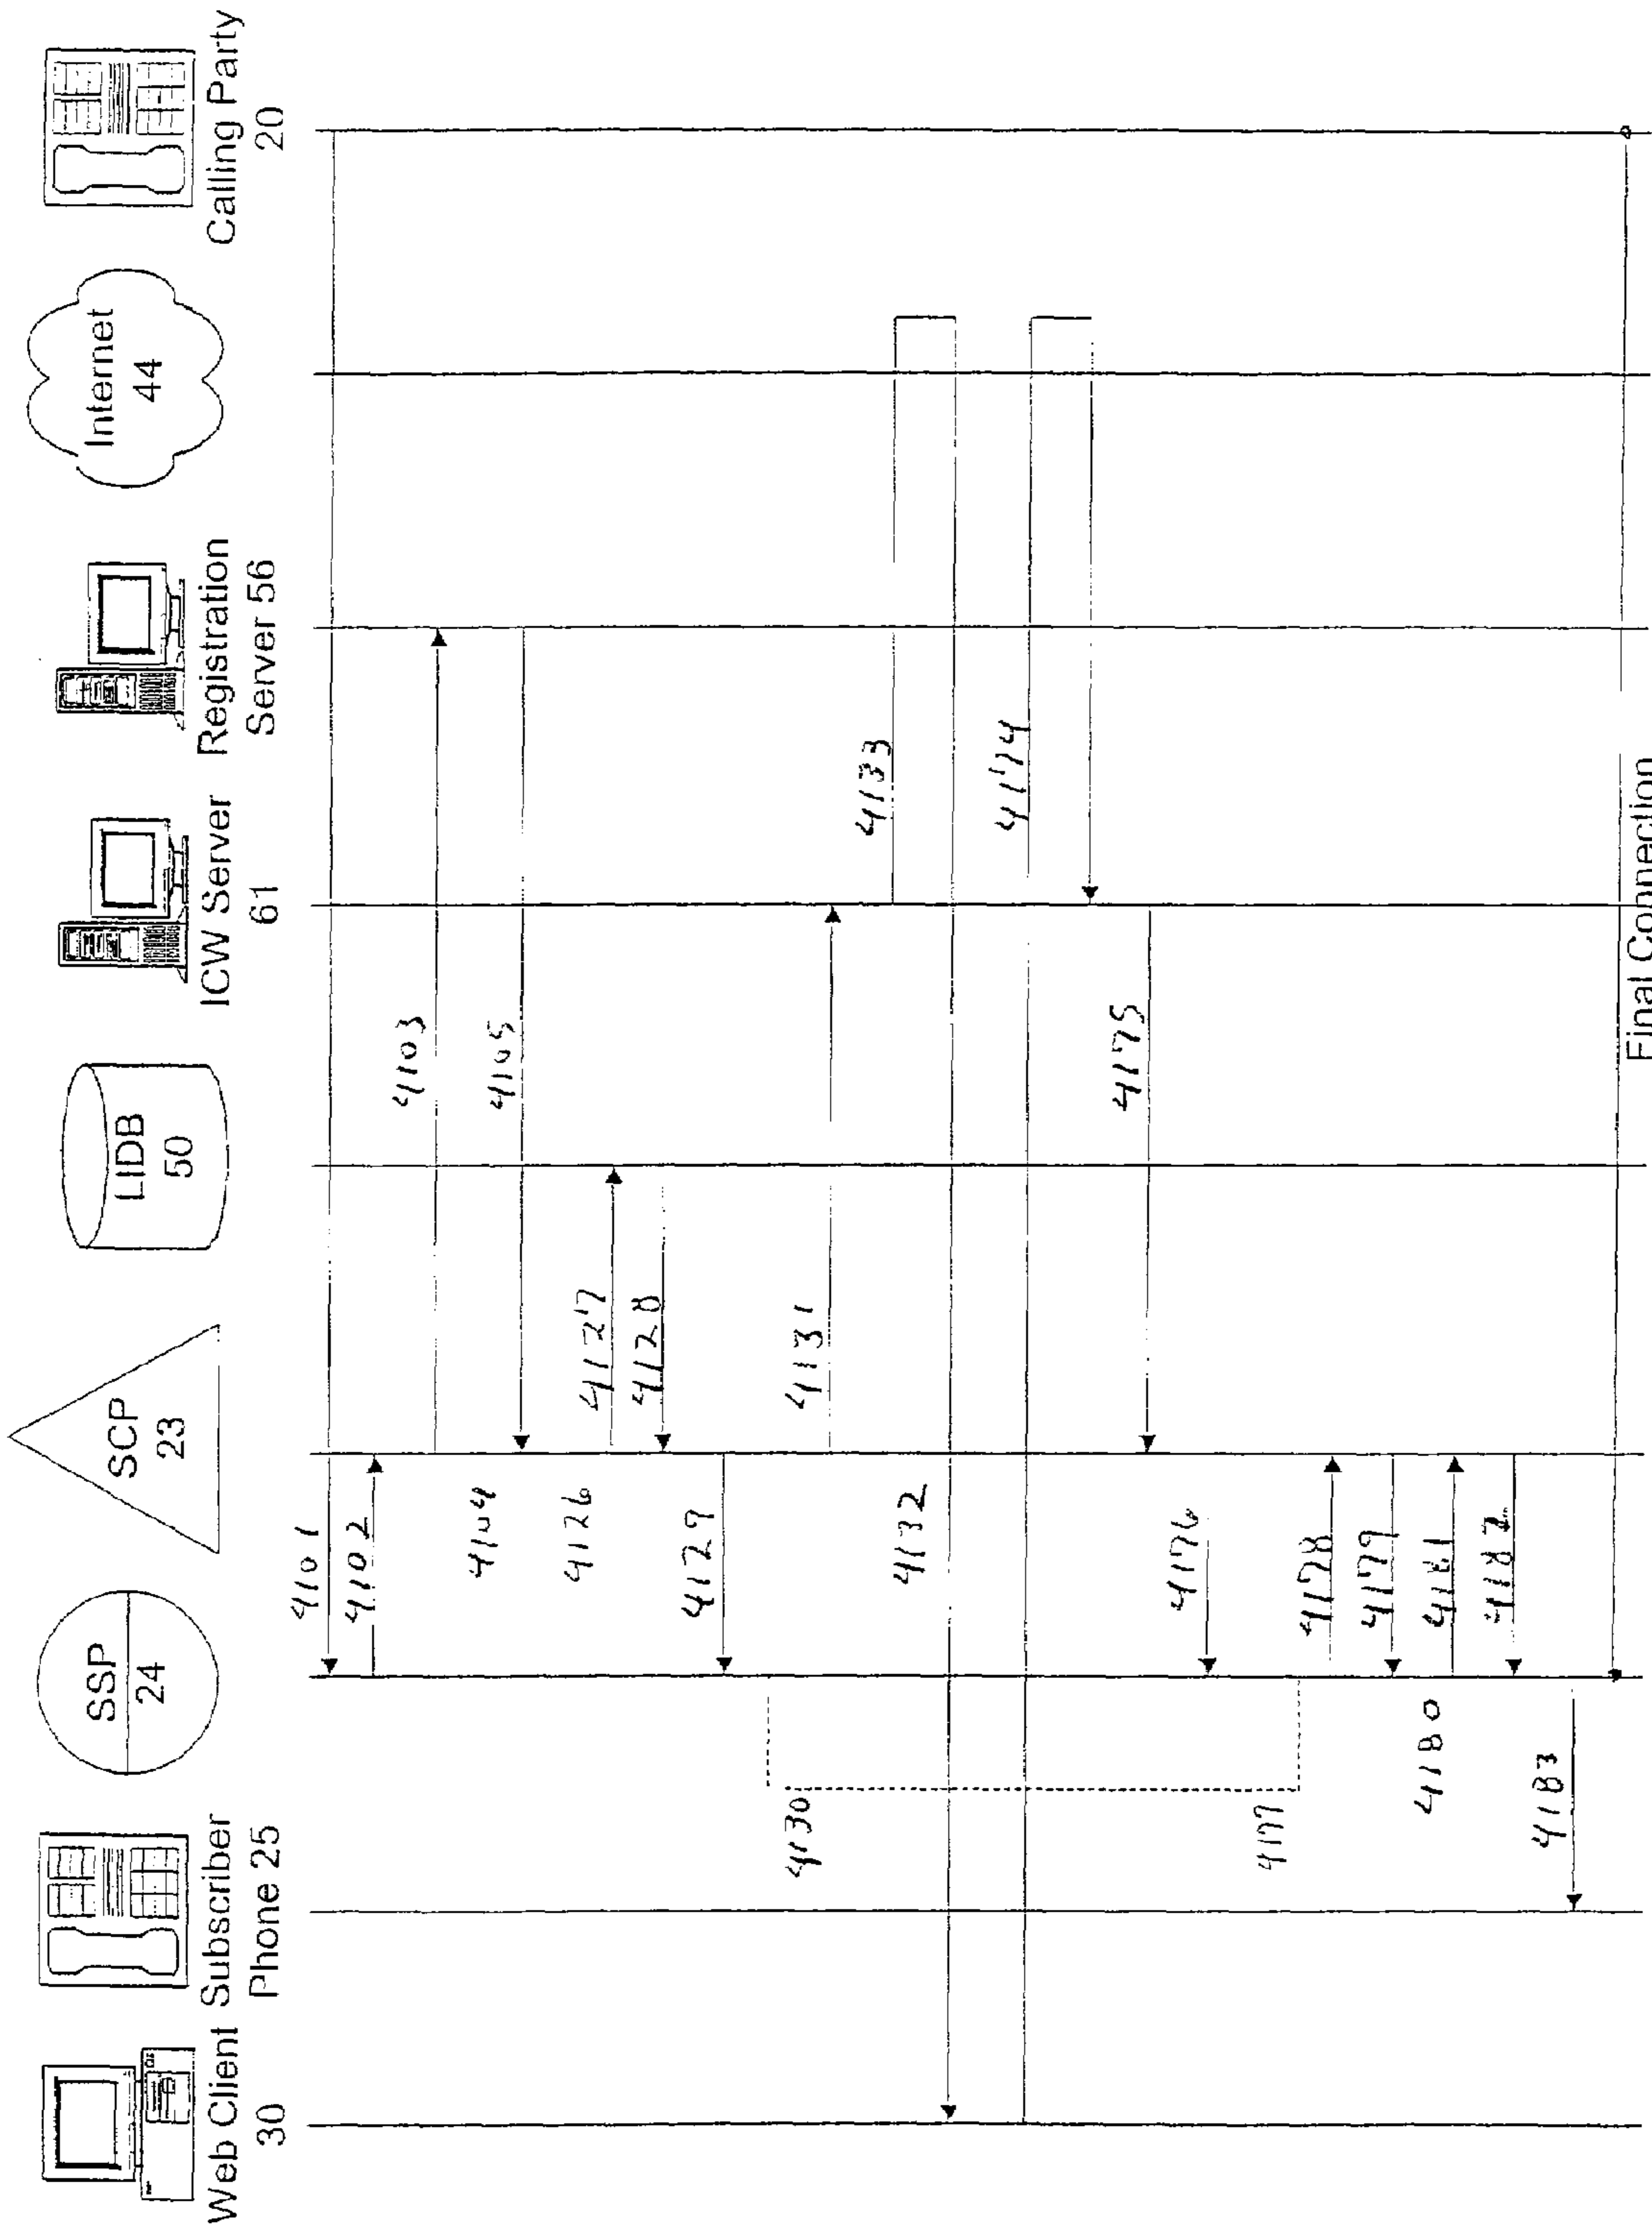 Web Client
30
Subscriber
Phone 25
SSP
24
SCP
23
LIDB
50
ICW Server
61
Registration
Server 56
Internet
44
Calling Party
20
4101
4102
4103
4104
4105
4126
4127
4128
4129
4130
4131
4132
4133
4174
4175
4176
4177
4178
4179
4180
4181
4182
4183
Final Connection